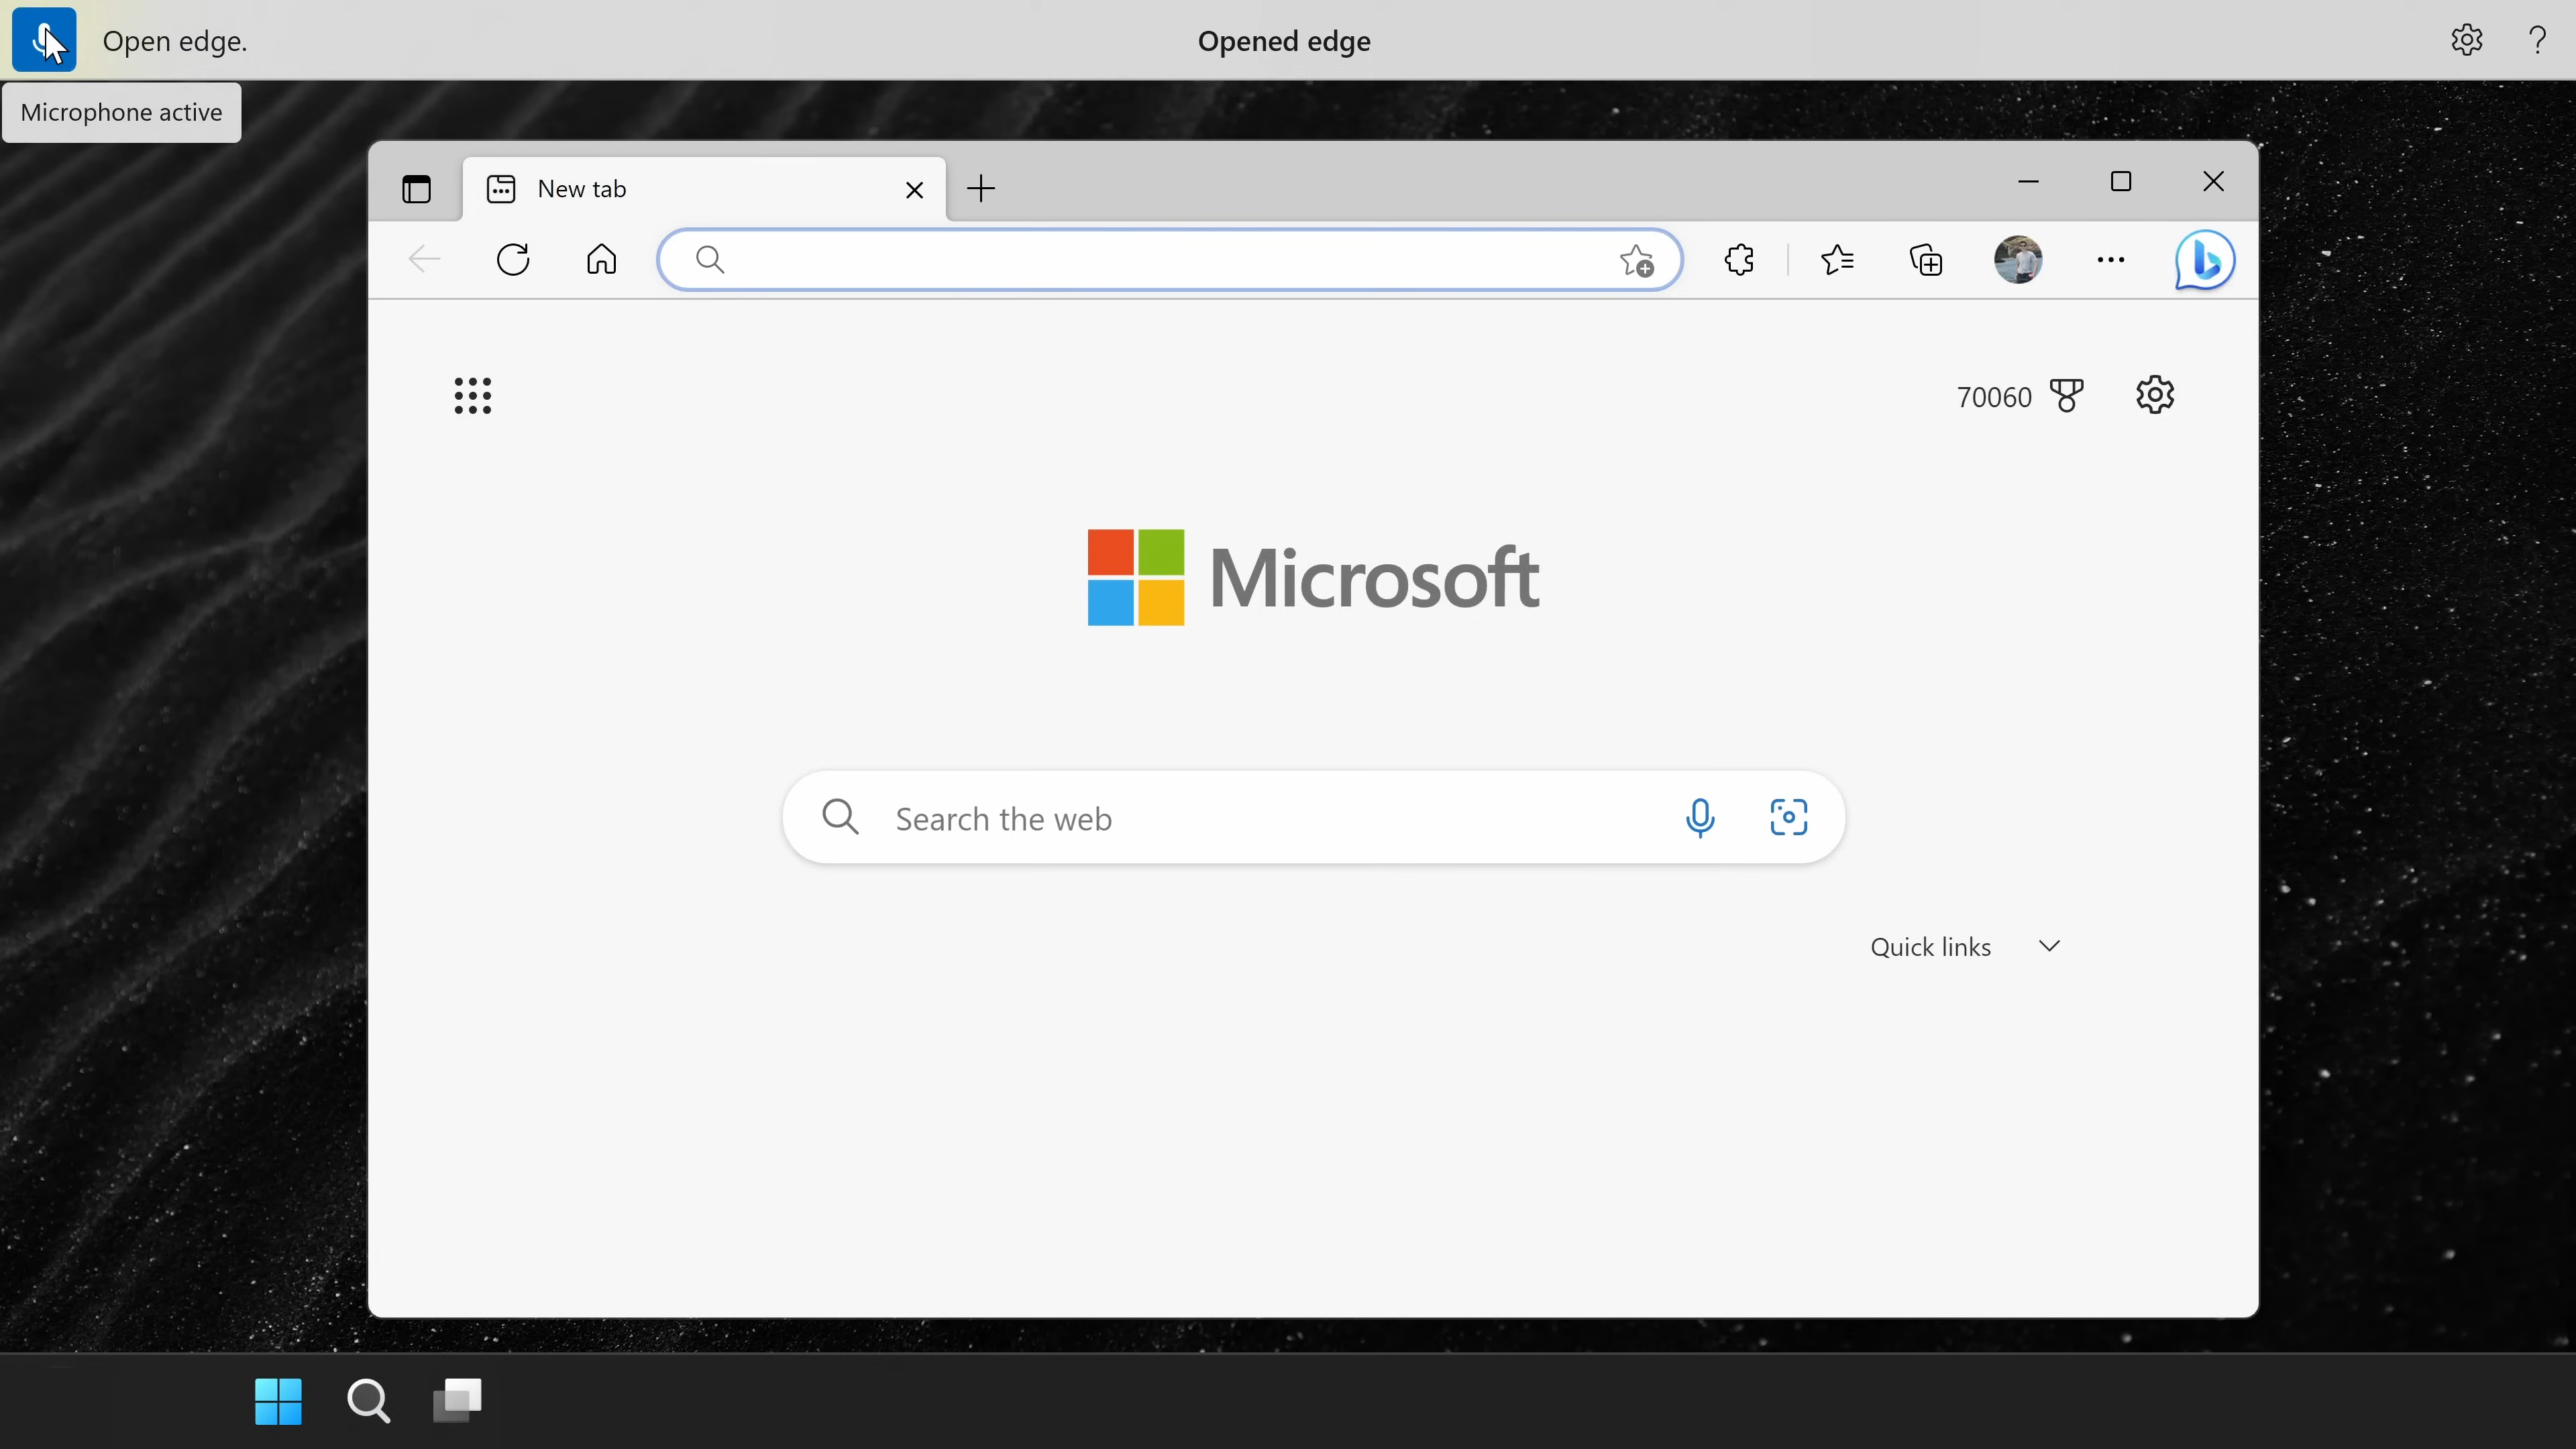 Open edge.
Opened edge
?
Microphone active
New tab
70060
Microsoft
Search the web
Quick links